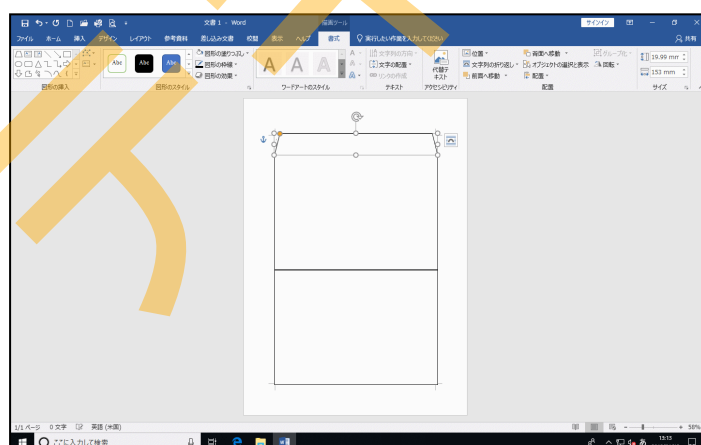 文書 1 - Word
描画ツール
サインイン
ファイル ホーム 挿入 デザイン レイアウト 参考資料 差し込み文書 校閲 表示 ヘルプ 書式 実行したい作業を入力してください
共有
Abc Abc Abc
図形の塗りつぶし
図形の枠線
図形の効果
A A A
文字列の方向
文字の配置
リンクの作成
代替テ
キスト
位置
文字列の折り返し
前面へ移動
背面へ移動
オブジェクトの選択と表示
配置
グループ化
回転
19.99 mm
153 mm
図形の挿入 図形のスタイル ワードアートのスタイル テキスト アクセシビリティ 配置 サイズ
1/1 ページ 0 文字 英語 (米国)
58%
ここに入力して検索
あ
13:13